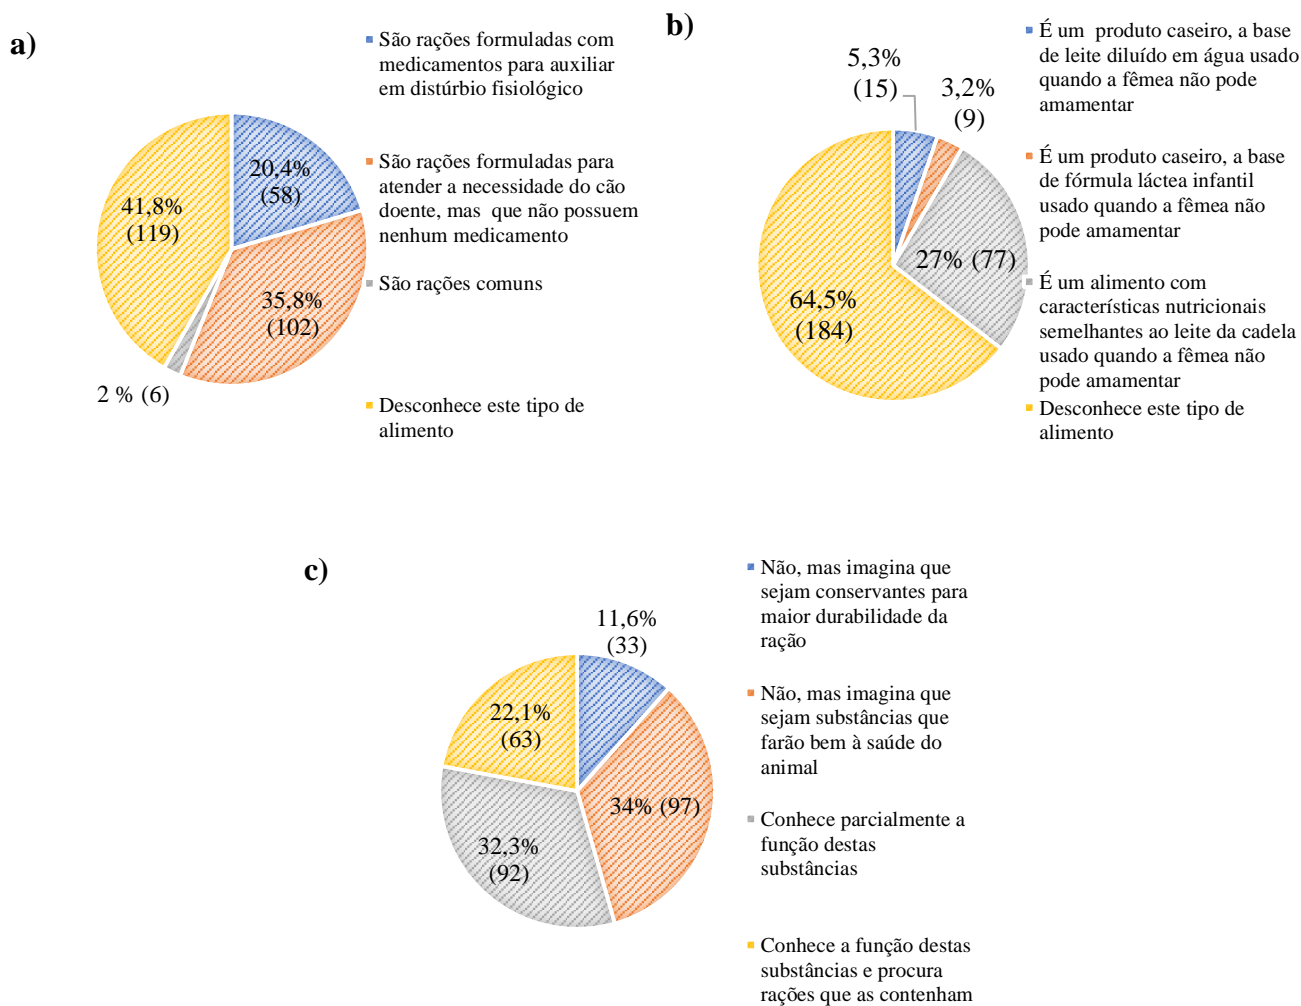 a)
São rações formuladas com
medicamentos para auxiliar
em distúrbio fisiológico
São rações formuladas para
atender a necessidade do cão
doente, mas que não possuem
nenhum medicamento
São rações comuns
Desconhece este tipo de
alimento
20,4%
(58)
41,8%
(119)
35,8%
(102)
2 % (6)
b)
É um produto caseiro, a base
de leite diluído em água usado
quando a fêmea não pode
amamentar
É um produto caseiro, a base
de fórmula láctea infantil
usado quando a fêmea não
pode amamentar
É um alimento com
características nutricionais
semelhantes ao leite da cadela
usado quando a fêmea não
pode amamentar
Desconhece este tipo de
alimento
5,3%
(15)
3,2%
(9)
27% (77)
64,5%
(184)
c)
Não, mas imagina que
sejam conservantes para
maior durabilidade da
ração
Não, mas imagina que
sejam substâncias que
farão bem à saúde do
animal
Conhece parcialmente a
função destas
substâncias
Conhece a função destas
substâncias e procura
rações que as contenham
11,6%
(33)
22,1%
(63)
34% (97)
32,3%
(92)